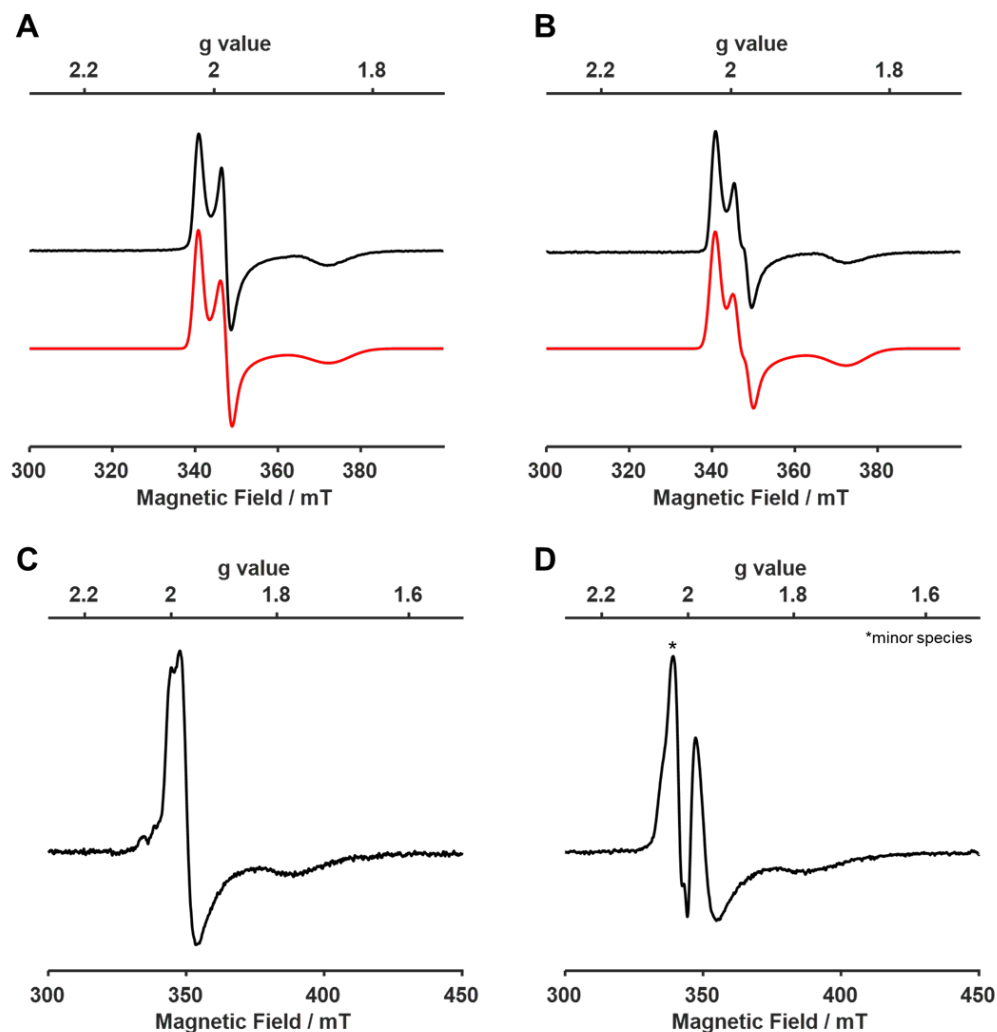 A
g value
2.2 2 1.8
300 320 340 360 380
Magnetic Field / mT
B
g value
2.2 2 1.8
300 320 340 360 380
Magnetic Field / mT
C
g value
2.2 2 1.8 1.6
300 350 400 450
Magnetic Field / mT
D
g value
2.2 2 1.8 1.6
*minor species
*
300 350 400 450
Magnetic Field / mT